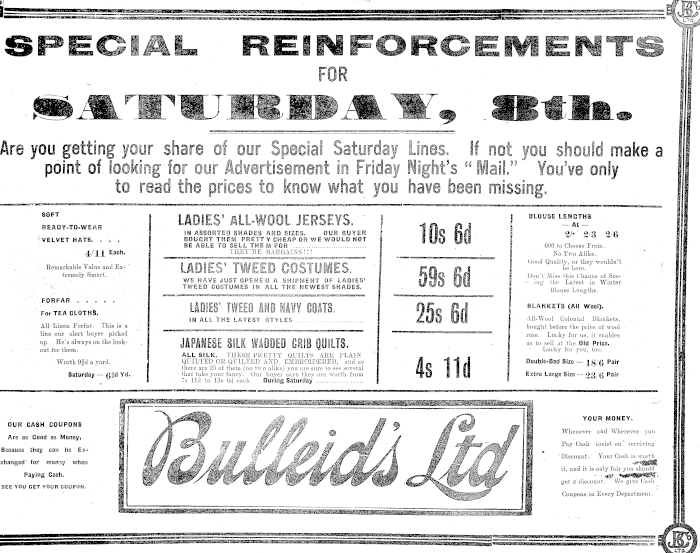 SPECIAL REINFORCEMENTS
FOR
SATURDAY, 8th.
Are you getting your share of our Special Saturday Lines. If not you should make a
point of looking for our Advertisement in Friday Night's "Mail." You've only
to read the prices to know what you have been missing.
SOFT
READY-TO-WEAR
VELVET HATS. . . .
4/11 Each.
Remarkable Value and Ex-
tremely Smart.
FORFAR . . . . .
For TEA CLOTHS.
All Linen Forfar. This is a
line our alert buyer picked
up. He's always on the look-
out for them.
Worth 9½d a yard.
Saturday — 6½d Yd.
LADIES' ALL-WOOL JERSEYS.
IN ASSORTED SHADES AND SIZES. OUR BUYER
BOUGHT THEM PRETTY CHEAP OR WE WOULD NOT
BE ABLE TO SELL THEM FOR
THEY'RE BARGAINS!!!
10s 6d
LADIES' TWEED COSTUMES.
WE HAVE JUST OPENED A SHIPMENT OF LADIES'
TWEED COSTUMES IN ALL THE NEWEST SHADES.
59s 6d
LADIES' TWEED AND NAVY COATS.
IN ALL THE LATEST STYLES
25s 6d
JAPANESE SILK WADDED CRIB QUILTS.
ALL SILK. THESE PRETTY QUILTS ARE PLAIN
QUILTED OR QUILTED AND EMBROIDERED, and as
there are 25 of them (no two alike) you are sure to see several
that take your fancy. Our buyer says they are worth from
7s 11d to 13s 6d each. During Saturday
4s 11d
BLOUSE LENGTHS
— At —
2/- 2/3 2/6
600 to Choose From.
No Two Alike.
Good Quality, or they wouldn't
be here.
Don't Miss this Chance of See-
ing the Latest in Winter
Blouse Lengths.
BLANKETS (All Wool).
All-Wool Colonial Blankets,
bought before the price of wool
rose. Lucky for us, it enables
us to sell at the Old Price.
Lucky for you, too.
Double-Bed Size — 18/6 Pair
Extra Large Size — 23/6 Pair
OUR CASH COUPONS
Are as Good as Money,
Because they can be Ex-
changed for money when
Paying Cash.
SEE YOU GET YOUR COUPON.
Bulleid's Ltd
YOUR MONEY.
Whenever and Wherever you
Pay Cash insist on receiving
Discount. Your Cash is worth
it, and it is only fair you should
get a discount. We give Cash
Coupons in Every Department.